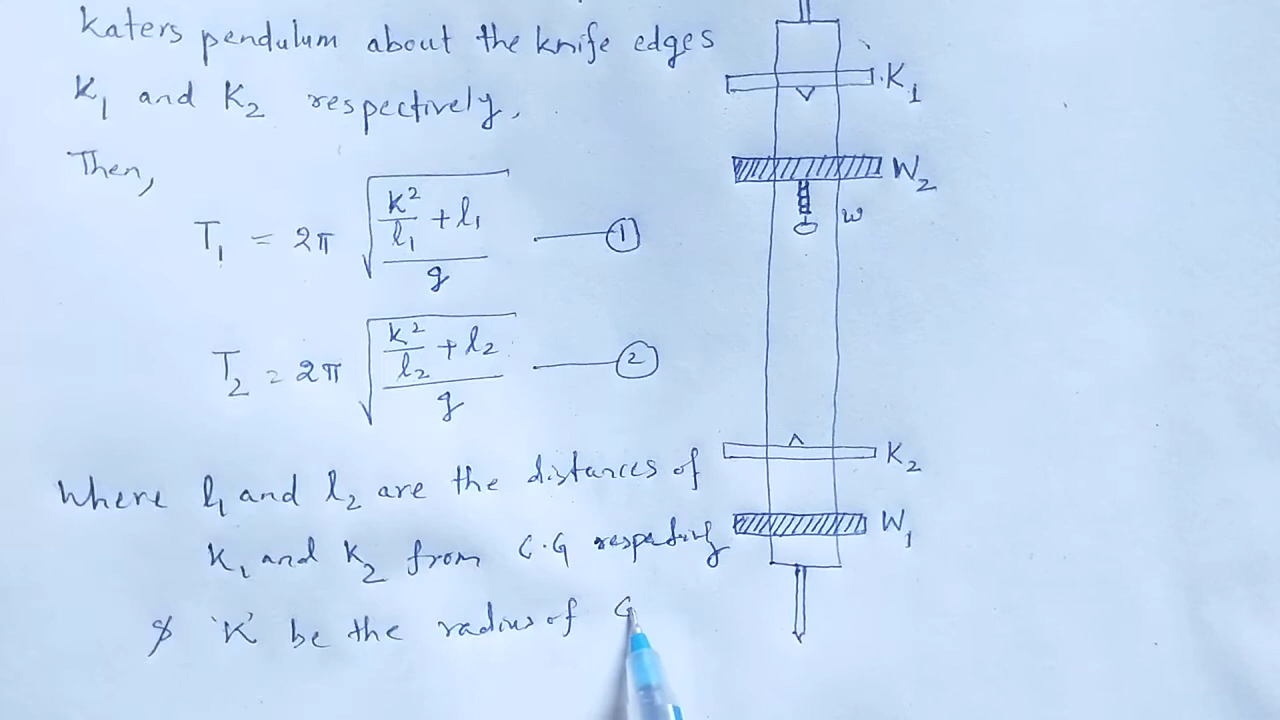 Katers pendulum about the knife edges
K₁ and K₂ respectively.
Then,
T₁ = 2π √((K²/l₁ + l₁)/g) ——— ①
T₂ = 2π √((K²/l₂ + l₂)/g) ——— ②
Where l₁ and l₂ are the distances of
K₁ and K₂ from C.G
& 'K' be the radius of G
K₁
W₂
w
K₂
W₁